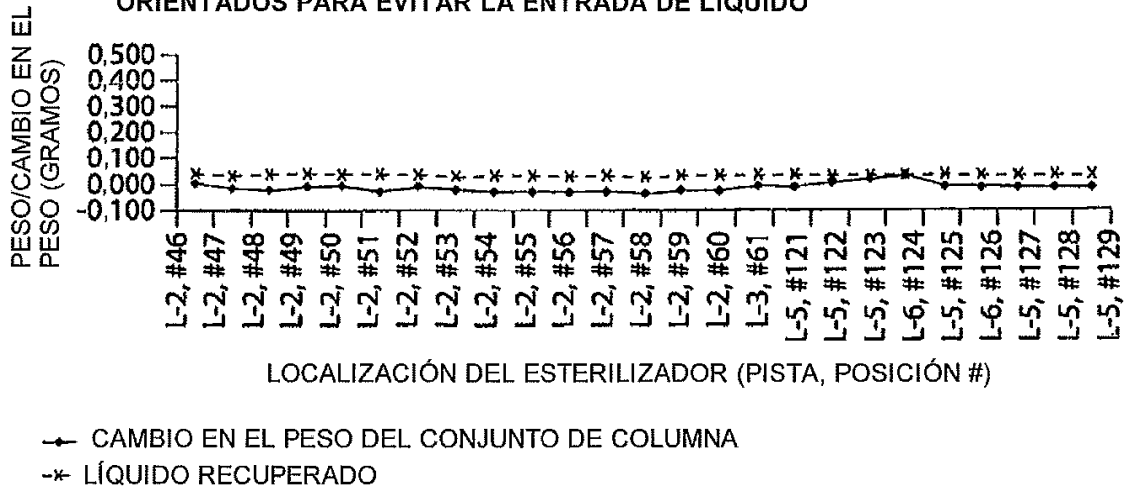 ORIENTADOS PARA EVITAR LA ENTRADA DE LÍQUIDO
PESO/CAMBIO EN EL
PESO (GRAMOS)
0,500
0,400
0,300
0,200
0,100
0,000
-0,100
L-2, #46
L-2, #47
L-2, #48
L-2, #49
L-2, #50
L-2, #51
L-2, #52
L-2, #53
L-2, #54
L-2, #55
L-2, #56
L-2, #57
L-2, #58
L-2, #59
L-2, #60
L-3, #61
L-5, #121
L-5, #122
L-5, #123
L-6, #124
L-5, #125
L-6, #126
L-5, #127
L-5, #128
L-5, #129
LOCALIZACIÓN DEL ESTERILIZADOR (PISTA, POSICIÓN #)
CAMBIO EN EL PESO DEL CONJUNTO DE COLUMNA
LÍQUIDO RECUPERADO